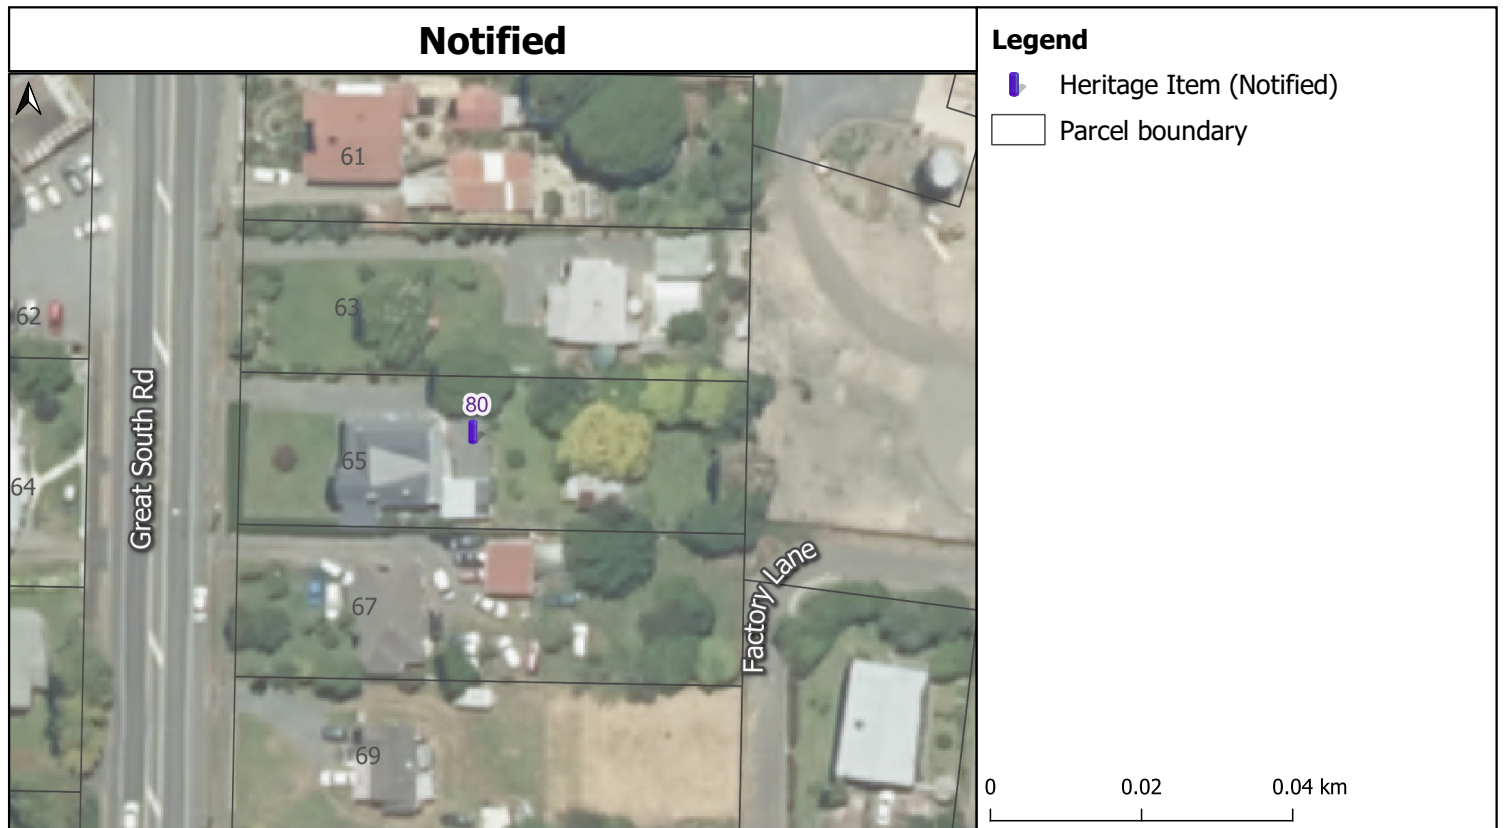 Notified
Legend
Heritage Item (Notified)
Parcel boundary
61
63
62
80
65
64
Great South Rd
Factory Lane
67
69
0 0.02 0.04 km